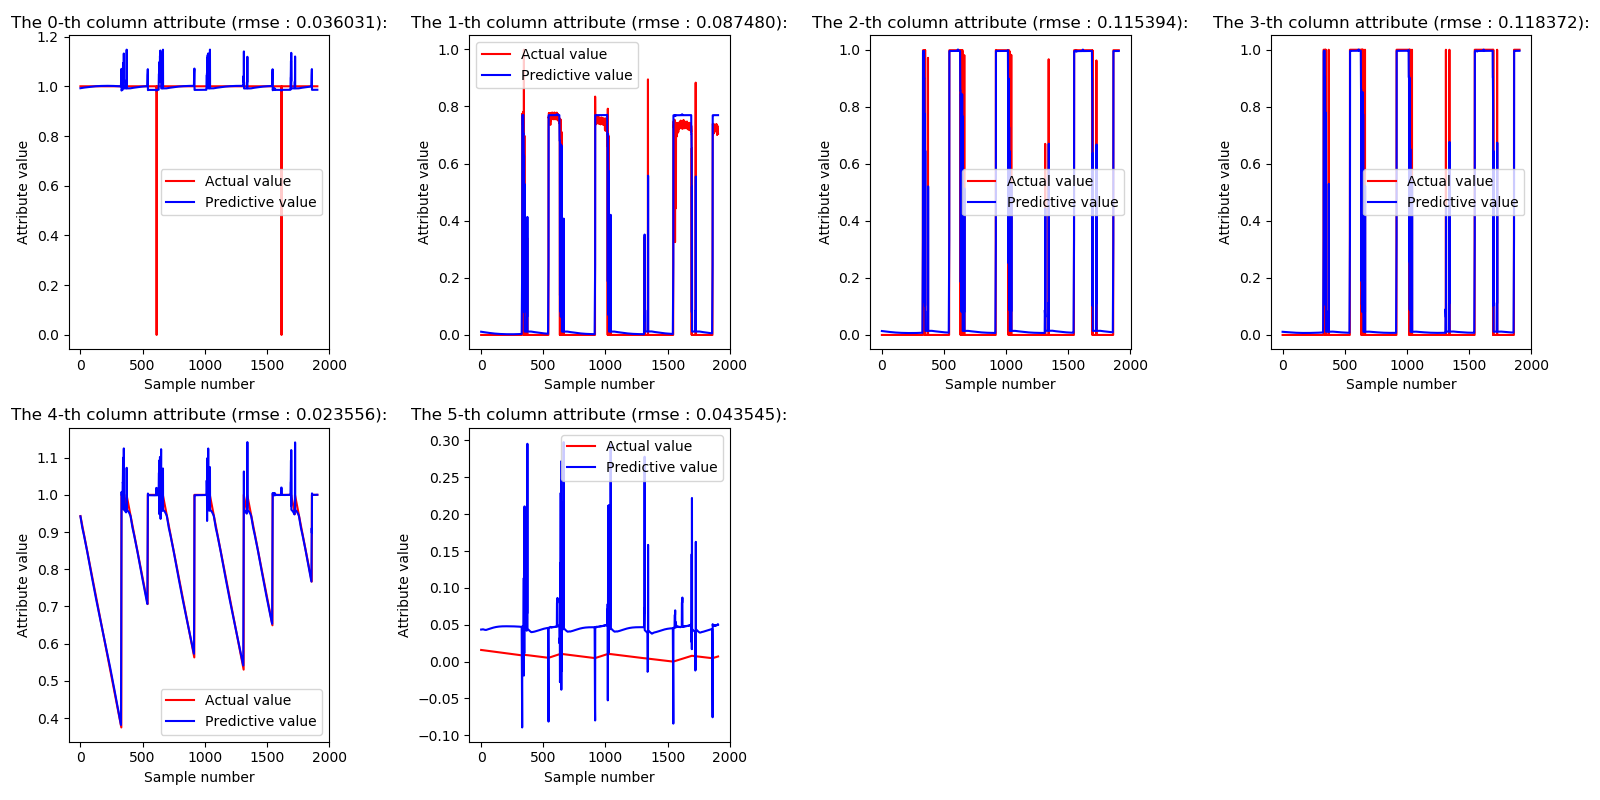 The 0-th column attribute (rmse : 0.036031):
1.2
1.0
0.8
0.6
0.4
0.2
0.0
Attribute value
Actual value
Predictive value
0
500
1000
1500
2000
Sample number
The 1-th column attribute (rmse : 0.087480):
1.0
0.8
0.6
0.4
0.2
0.0
Attribute value
Actual value
Predictive value
0
500
1000
1500
2000
Sample number
The 2-th column attribute (rmse : 0.115394):
1.0
0.8
0.6
0.4
0.2
0.0
Attribute value
Actual value
Predictive value
0
500
1000
1500
2000
Sample number
The 3-th column attribute (rmse : 0.118372):
1.0
0.8
0.6
0.4
0.2
0.0
Attribute value
Actual value
Predictive value
0
500
1000
1500
2000
Sample number
The 4-th column attribute (rmse : 0.023556):
1.1
1.0
0.9
0.8
0.7
0.6
0.5
0.4
Attribute value
Actual value
Predictive value
0
500
1000
1500
2000
Sample number
The 5-th column attribute (rmse : 0.043545):
0.30
0.25
0.20
0.15
0.10
0.05
0.00
−0.05
−0.10
Attribute value
Actual value
Predictive value
0
500
1000
1500
2000
Sample number